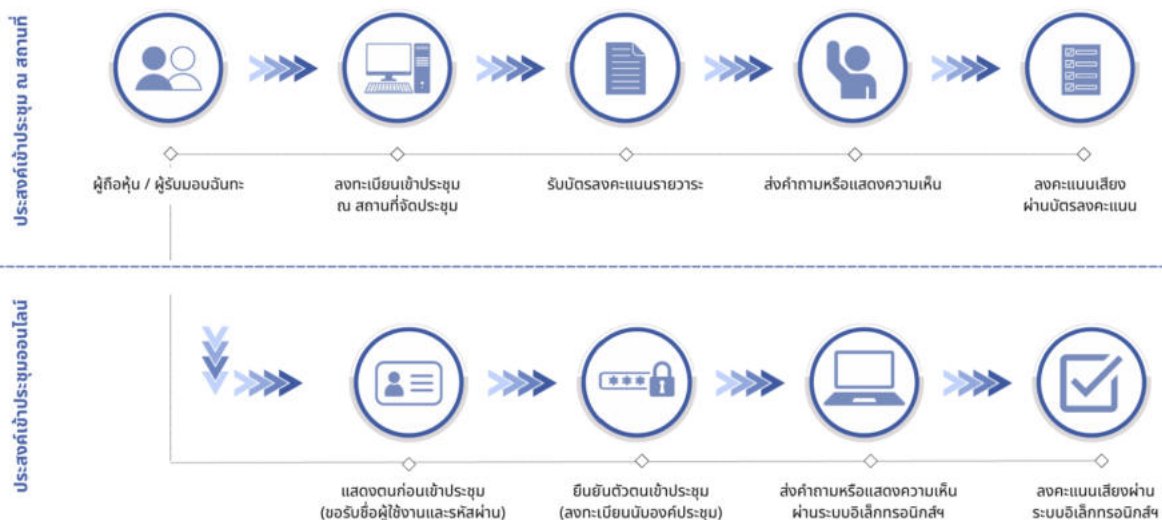 ประสงค์เข้าประชุม ณ สถานที่
ผู้ถือหุ้น / ผู้รับมอบฉันทะ
ลงทะเบียนเข้าประชุม
ณ สถานที่จัดประชุม
รับบัตรลงคะแนนรายวาระ
ส่งคำถามหรือแสดงความเห็น
ลงคะแนนเสียง
ผ่านบัตรลงคะแนน
ประสงค์เข้าประชุมออนไลน์
แสดงตนก่อนเข้าประชุม
(ขอรับชื่อผู้ใช้งานและรหัสผ่าน)
ยืนยันตัวตนเข้าประชุม
(ลงทะเบียนนับองค์ประชุม)
ส่งคำถามหรือแสดงความเห็น
ผ่านระบบอิเล็กทรอนิกส์ฯ
ลงคะแนนเสียงผ่าน
ระบบอิเล็กทรอนิกส์ฯ